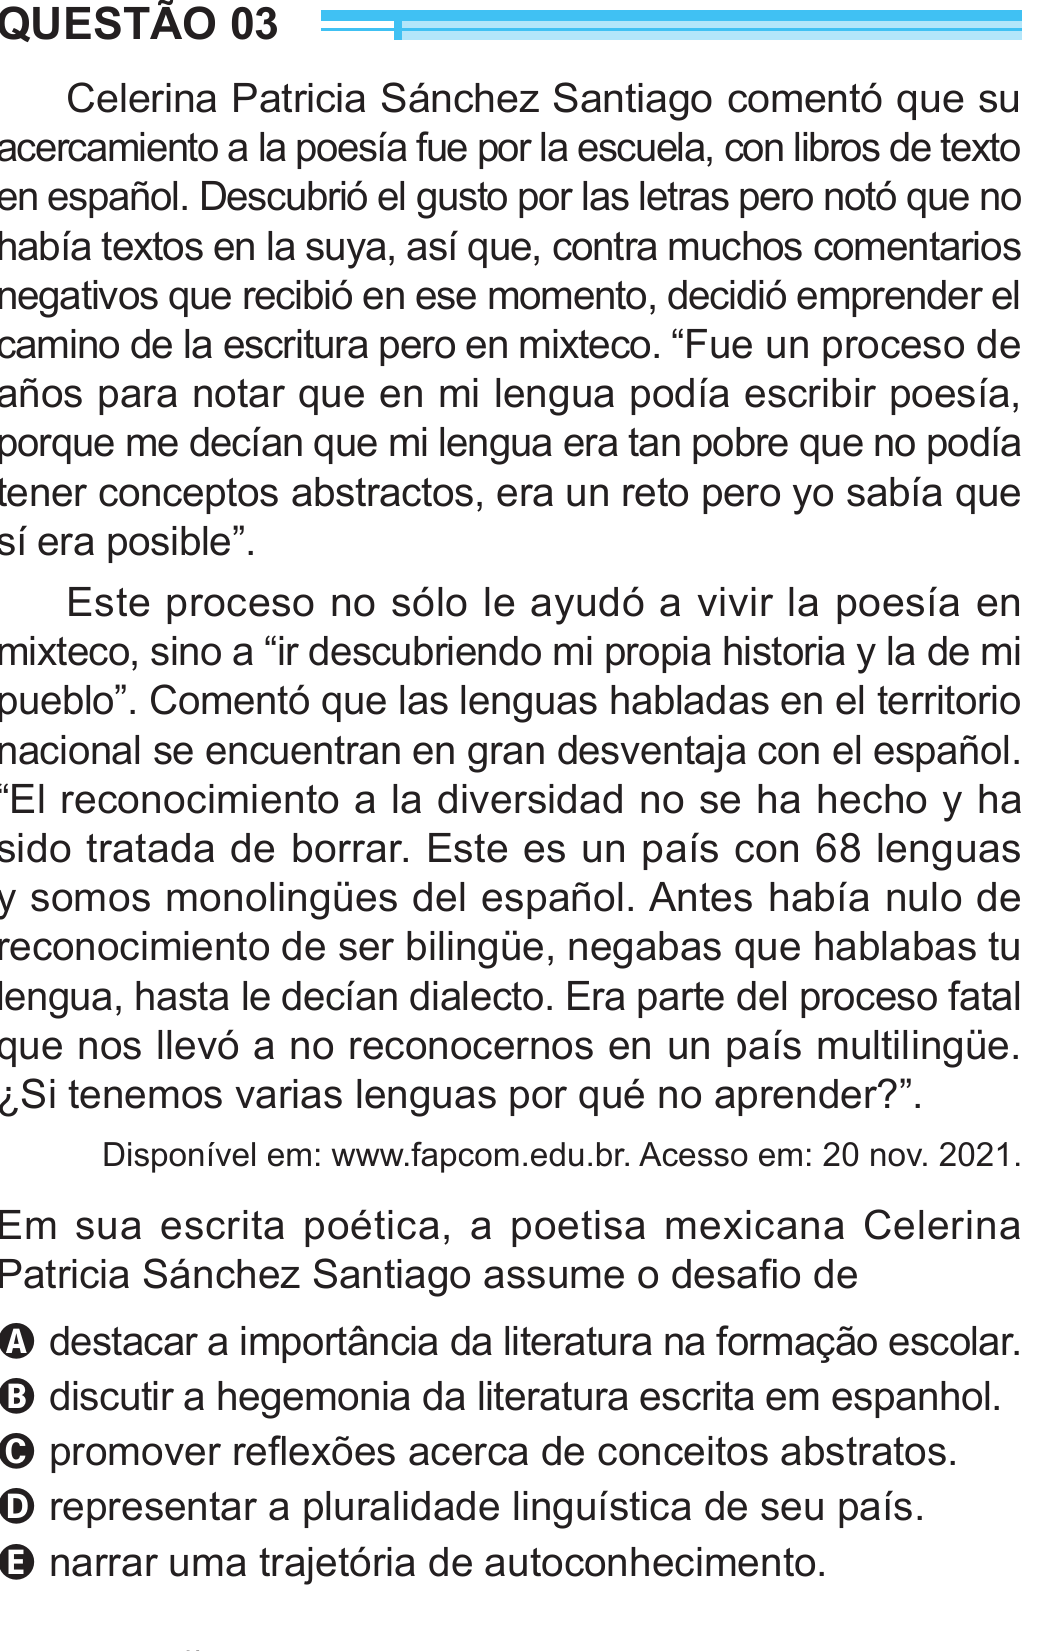 QUESTÃO 03
Celerina Patricia Sánchez Santiago comentó que su
acercamiento a la poesía fue por la escuela, con libros de texto
en español. Descubrió el gusto por las letras pero notó que no
había textos en la suya, así que, contra muchos comentarios
negativos que recibió en ese momento, decidió emprender el
camino de la escritura pero en mixteco. “Fue un proceso de
años para notar que en mi lengua podía escribir poesía,
porque me decían que mi lengua era tan pobre que no podía
tener conceptos abstractos, era un reto pero yo sabía que
sí era posible”.
Este proceso no sólo le ayudó a vivir la poesía en
mixteco, sino a “ir descubriendo mi propia historia y la de mi
pueblo”. Comentó que las lenguas habladas en el territorio
nacional se encuentran en gran desventaja con el español.
“El reconocimiento a la diversidad no se ha hecho y ha
sido tratada de borrar. Este es un país con 68 lenguas
y somos monolingües del español. Antes había nulo de
reconocimiento de ser bilingüe, negabas que hablabas tu
lengua, hasta le decían dialecto. Era parte del proceso fatal
que nos llevó a no reconocernos en un país multilingüe.
¿Si tenemos varias lenguas por qué no aprender?”.
Disponível em: www.fapcom.edu.br. Acesso em: 20 nov. 2021.
Em sua escrita poética, a poetisa mexicana Celerina
Patricia Sánchez Santiago assume o desafio de
A destacar a importância da literatura na formação escolar.
B discutir a hegemonia da literatura escrita em espanhol.
C promover reflexões acerca de conceitos abstratos.
D representar a pluralidade linguística de seu país.
E narrar uma trajetória de autoconhecimento.